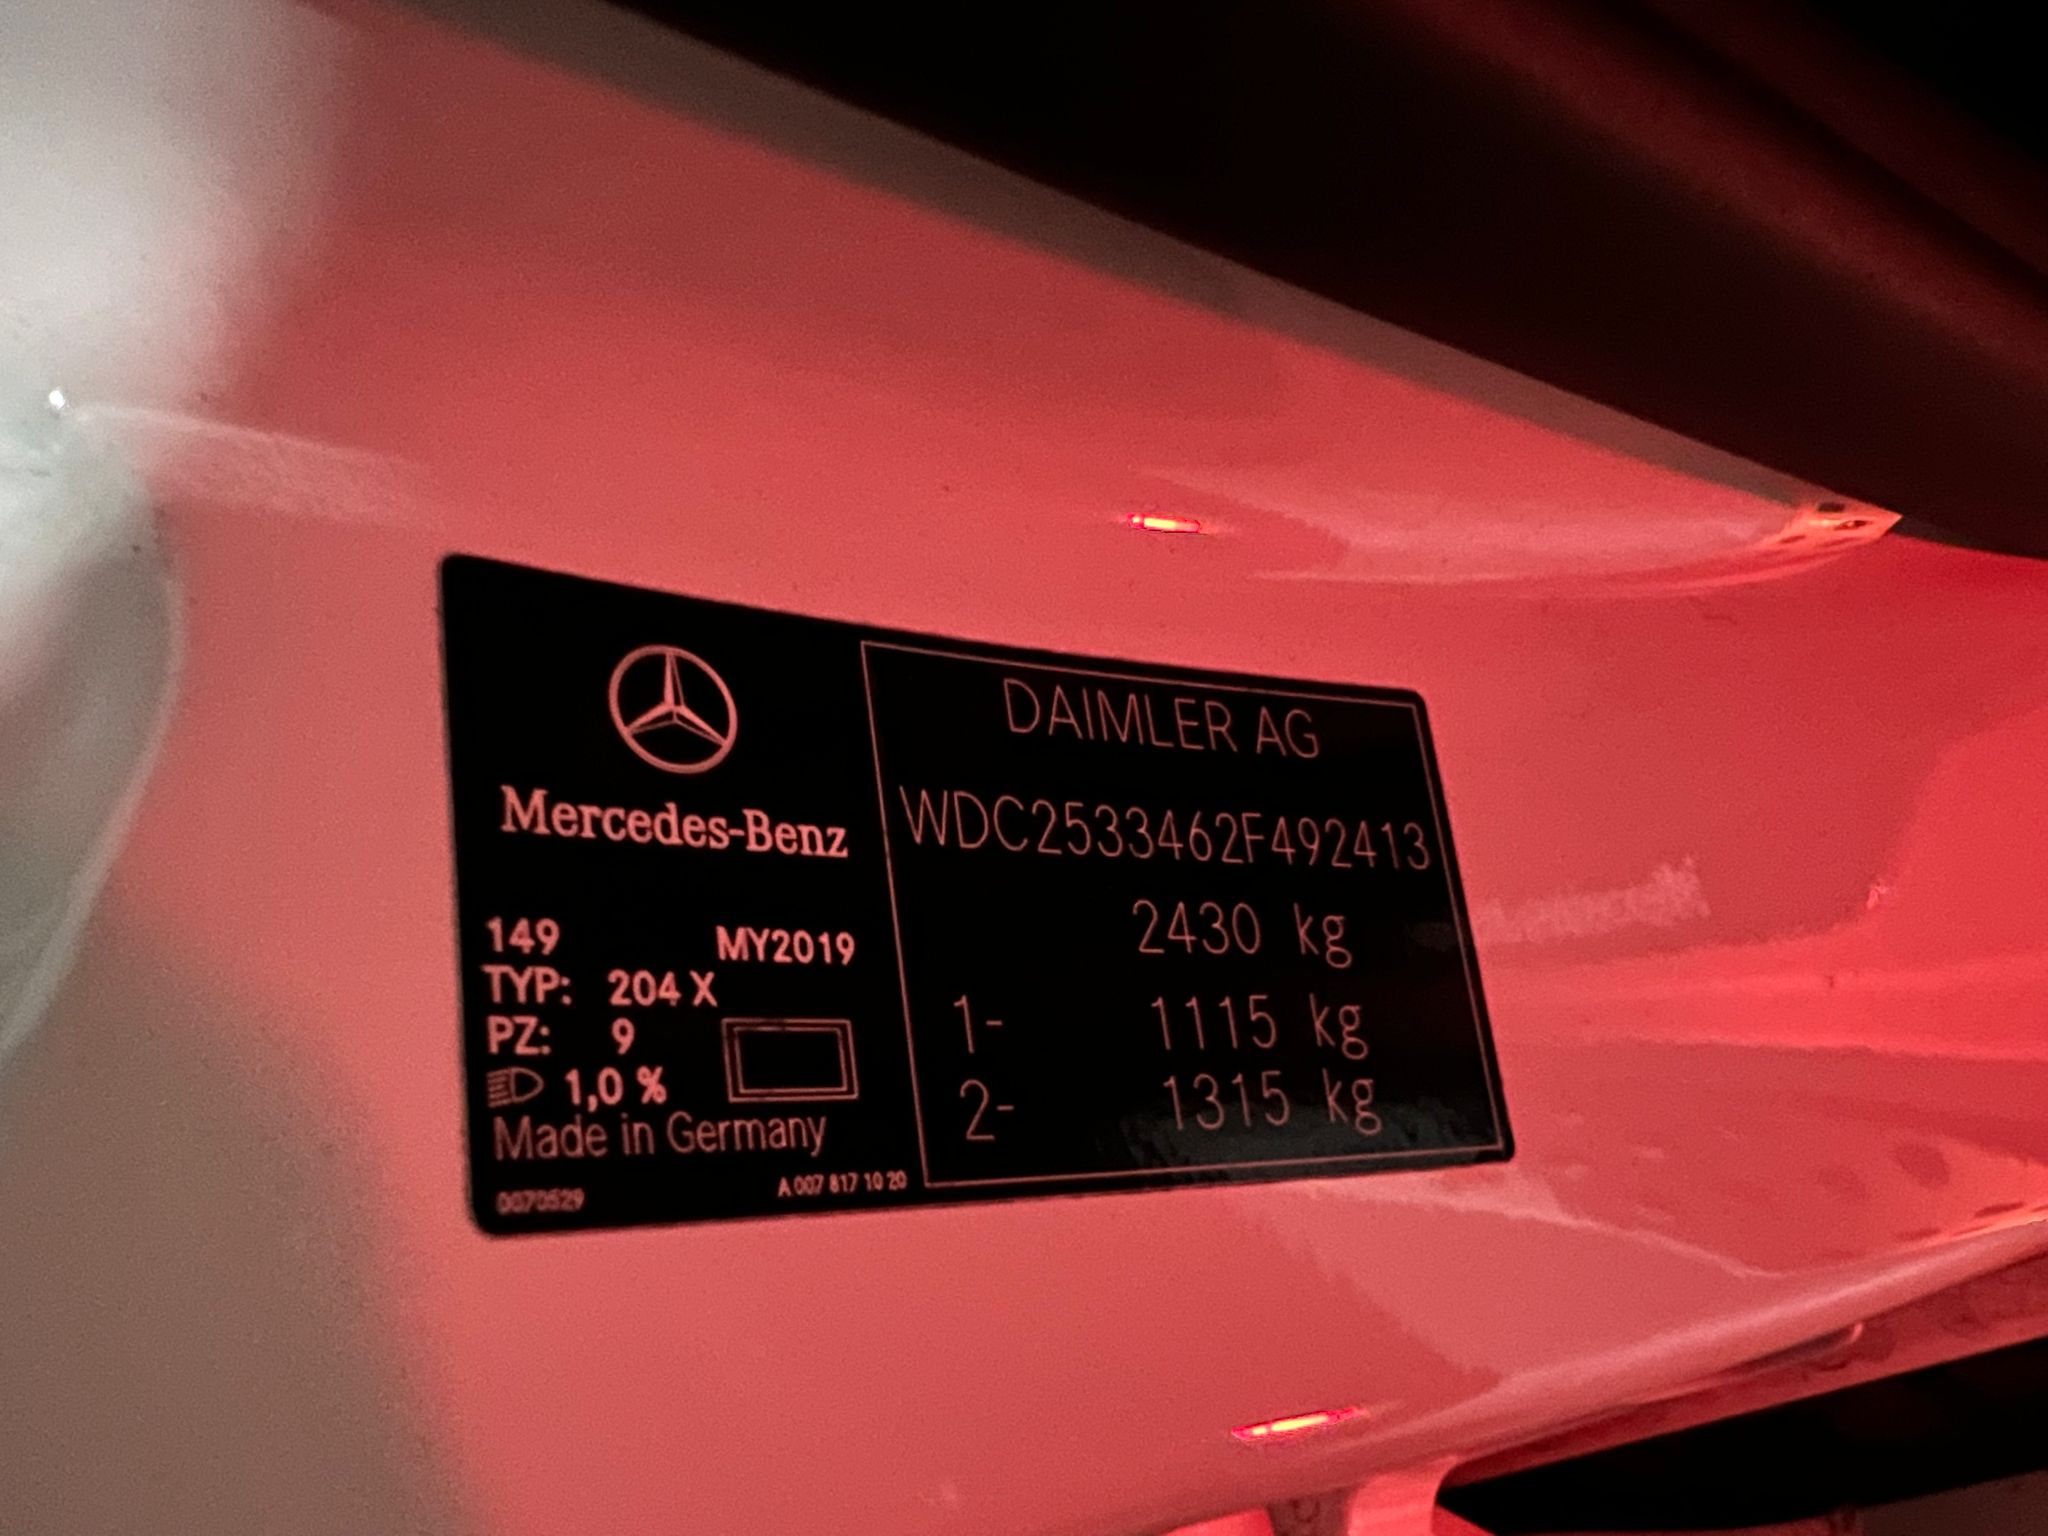 Mercedes-Benz
149 MY2019
TYP: 204 X
PZ: 9
1,0 %
Made in Germany
0070529
A 007 817 10 20
DAIMLER AG
WDC2533462F492413
2430 kg
1- 1115 kg
2- 1315 kg